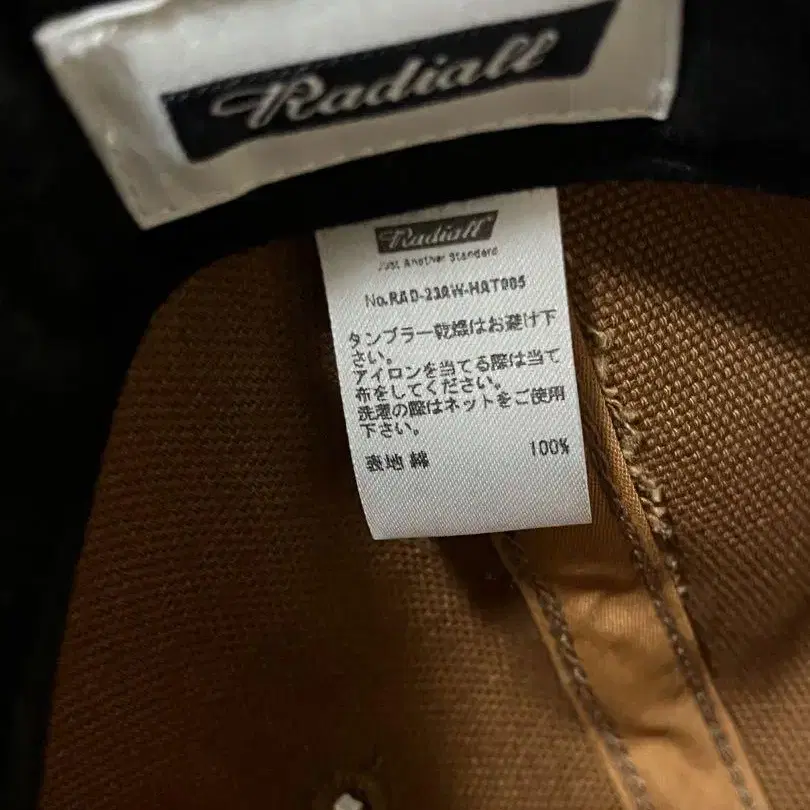 Radiall
Radiall
Just Another Standard
No.RAD-23AW-HAT005
タンブラー乾燥はお避け下
さい。
アイロンを当てる際は当て
布をしてください。
洗濯の際はネットをご使用
下さい。
表地 綿 100%